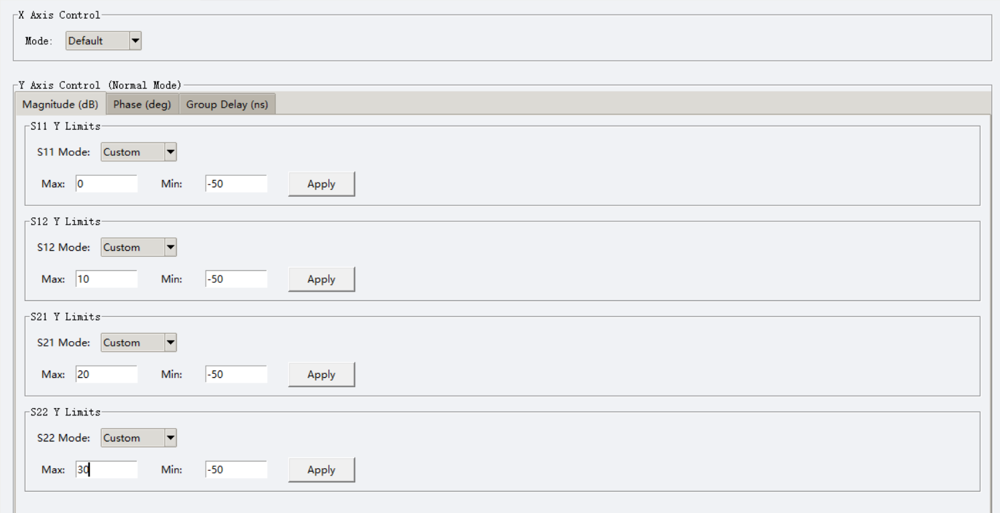 X Axis Control
Mode: Default
Y Axis Control (Normal Mode)
Magnitude (dB) Phase (deg) Group Delay (ns)
S11 Y Limits
S11 Mode: Custom
Max: 0 Min: -50 Apply
S12 Y Limits
S12 Mode: Custom
Max: 10 Min: -50 Apply
S21 Y Limits
S21 Mode: Custom
Max: 20 Min: -50 Apply
S22 Y Limits
S22 Mode: Custom
Max: 30 Min: -50 Apply